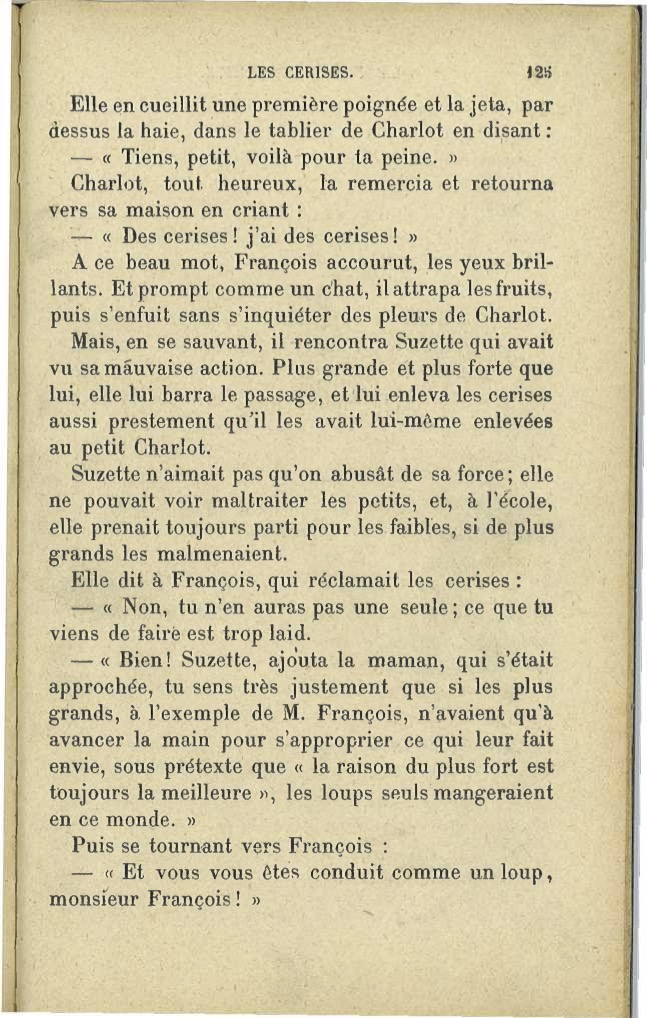 LES CERISES. 125
Elle en cueillit une première poignée et la jeta, par
dessus la haie, dans le tablier de Charlot en disant :
— « Tiens, petit, voilà pour ta peine. »
Charlot, tout heureux, la remercia et retourna
vers sa maison en criant :
— « Des cerises ! j'ai des cerises ! »
A ce beau mot, François accourut, les yeux bril-
lants. Et prompt comme un chat, il attrapa les fruits,
puis s'enfuit sans s'inquiéter des pleurs de Charlot.
Mais, en se sauvant, il rencontra Suzette qui avait
vu sa mauvaise action. Plus grande et plus forte que
lui, elle lui barra le passage, et lui enleva les cerises
aussi prestement qu'il les avait lui-même enlevées
au petit Charlot.
Suzette n'aimait pas qu'on abusât de sa force ; elle
ne pouvait voir maltraiter les petits, et, à l'école,
elle prenait toujours parti pour les faibles, si de plus
grands les malmenaient.
Elle dit à François, qui réclamait les cerises :
— « Non, tu n'en auras pas une seule ; ce que tu
viens de faire est trop laid.
— « Bien ! Suzette, ajouta la maman, qui s'était
approchée, tu sens très justement que si les plus
grands, à l'exemple de M. François, n'avaient qu'à
avancer la main pour s'approprier ce qui leur fait
envie, sous prétexte que « la raison du plus fort est
toujours la meilleure », les loups seuls mangeraient
en ce monde. »
Puis se tournant vers François :
— « Et vous vous êtes conduit comme un loup,
monsieur François ! »